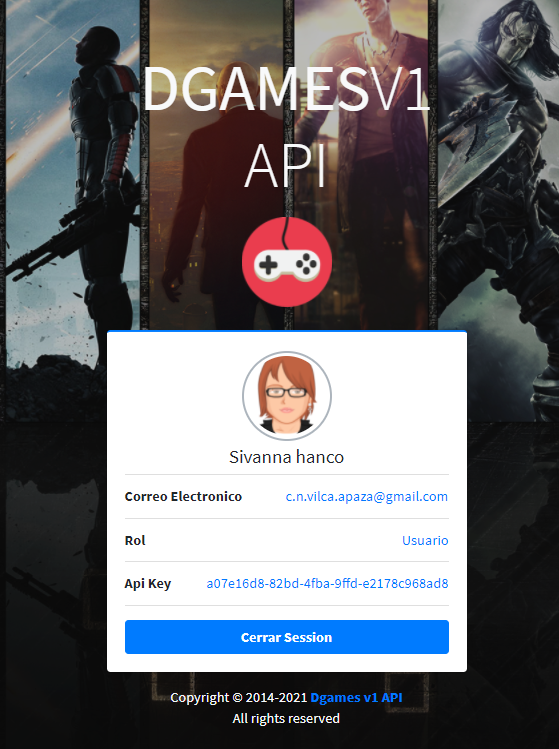 DGAMESV1
API
Sivanna hanco
Correo Electronico c.n.vilca.apaza@gmail.com
Rol Usuario
Api Key a07e16d8-82bd-4fba-9ffd-e2178c968ad8
Cerrar Session
Copyright © 2014-2021 Dgames v1 API
All rights reserved